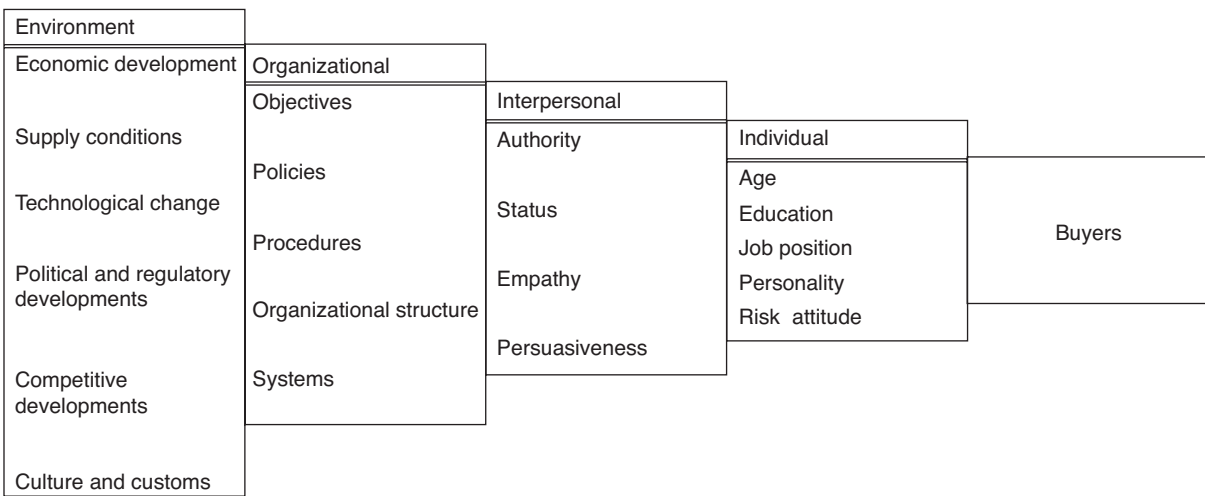 Environment
Economic development
Supply conditions
Technological change
Political and regulatory
developments
Competitive
developments
Culture and customs
Organizational
Objectives
Policies
Procedures
Organizational structure
Systems
Interpersonal
Authority
Status
Empathy
Persuasiveness
Individual
Age
Education
Job position
Personality
Risk attitude
Buyers